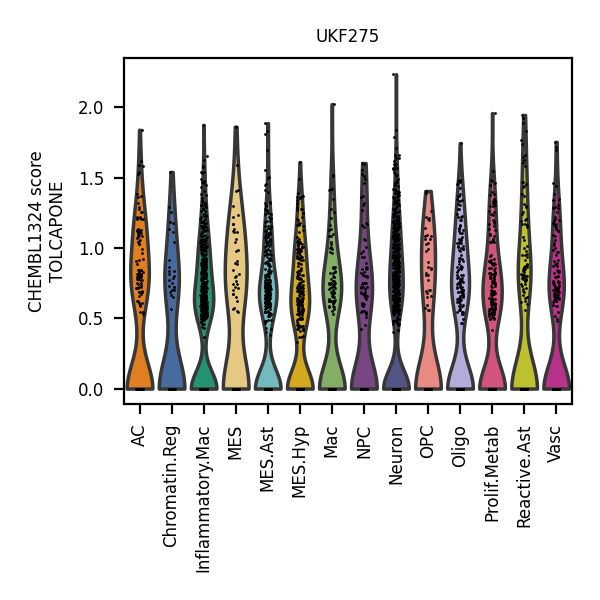 UKF275
CHEMBL1324 score
TOLCAPONE
2.0
1.5
1.0
0.5
0.0
AC
Chromatin.Reg
Inflammatory.Mac
MES
MES.Ast
MES.Hyp
Mac
NPC
Neuron
OPC
Oligo
Prolif.Metab
Reactive.Ast
Vasc